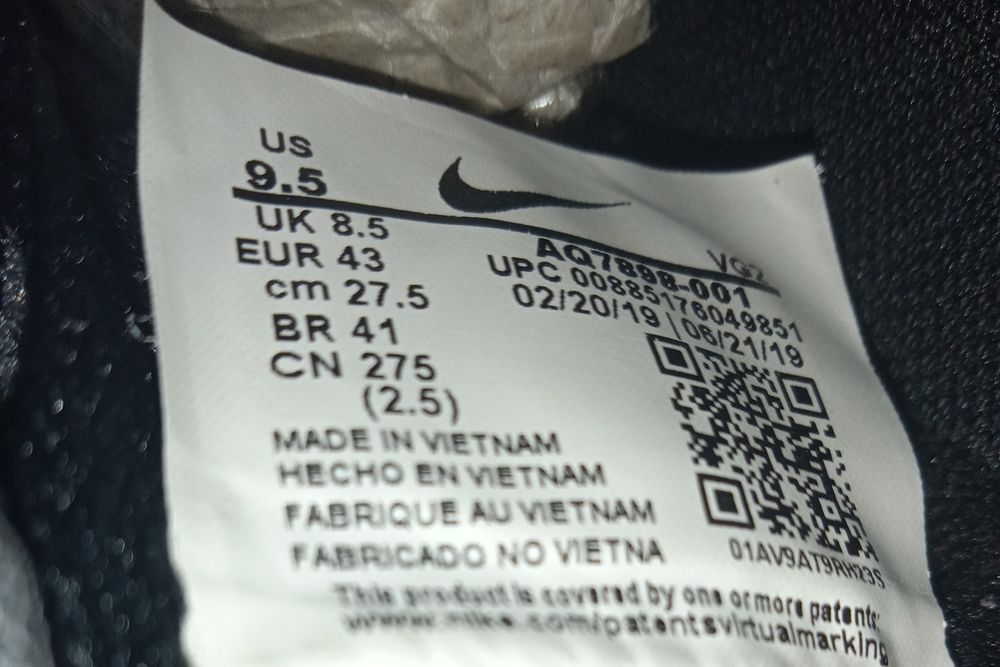 US
9.5
UK 8.5
EUR 43
cm 27.5
BR 41
CN 275
(2.5)
VG2
AQ7898-001
UPC 00885176049851
02/20/19 | 06/21/19
01AV9AT9RH23S
MADE IN VIETNAM
HECHO EN VIETNAM
FABRIQUE AU VIETNAM
FABRICADO NO VIETNA
This product is covered by one or more patents:
www.nike.com/patentsvirtualmarking